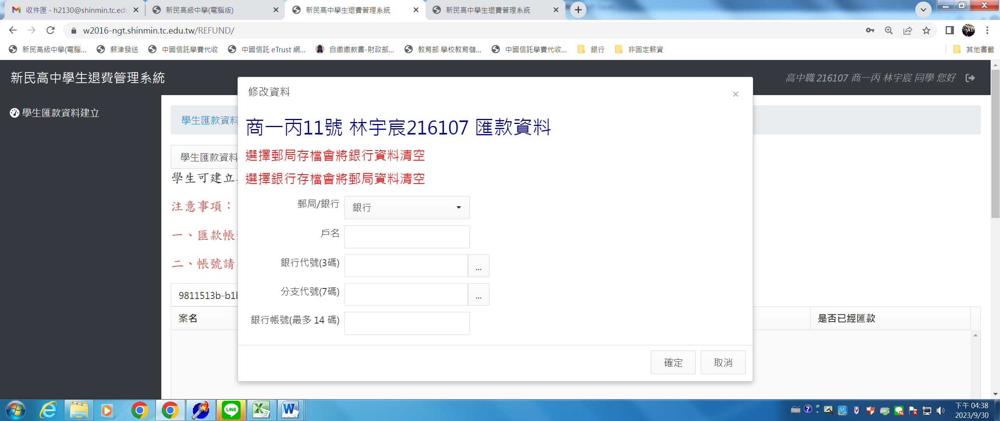 收件匣 - h2130@shinmin.tc.edu
新民高級中學(電腦版)
新民高中學生退費管理系統
新民高中學生退費管理系統
w2016-ngt.shinmin.tc.edu.tw/REFUND/
新民高級中學(電腦...
薪津發送
中國信託學費代收
中國信託 eTrust 網...
自繳繳款書-財政部...
教育部 學校教育儲...
中國信託學費代收...
銀行
非固定薪資
其他書籤
新民高中學生退費管理系統
高中職 216107 商一丙 林宇宸 同學 您好
學生匯款資料建立
學生匯款資料
學生匯款資料
學生可建立
注意事項：
一、匯款帳
二、帳號請
9811513b-b1b
案名
是否已經匯款
修改資料
×
商一丙11號 林宇宸216107 匯款資料
選擇郵局存檔會將銀行資料清空
選擇銀行存檔會將郵局資料清空
郵局/銀行
銀行
戶名
銀行代號(3碼)
...
分支代號(7碼)
...
銀行帳號(最多 14 碼)
確定
取消
LINE
下午 04:38
2023/9/30